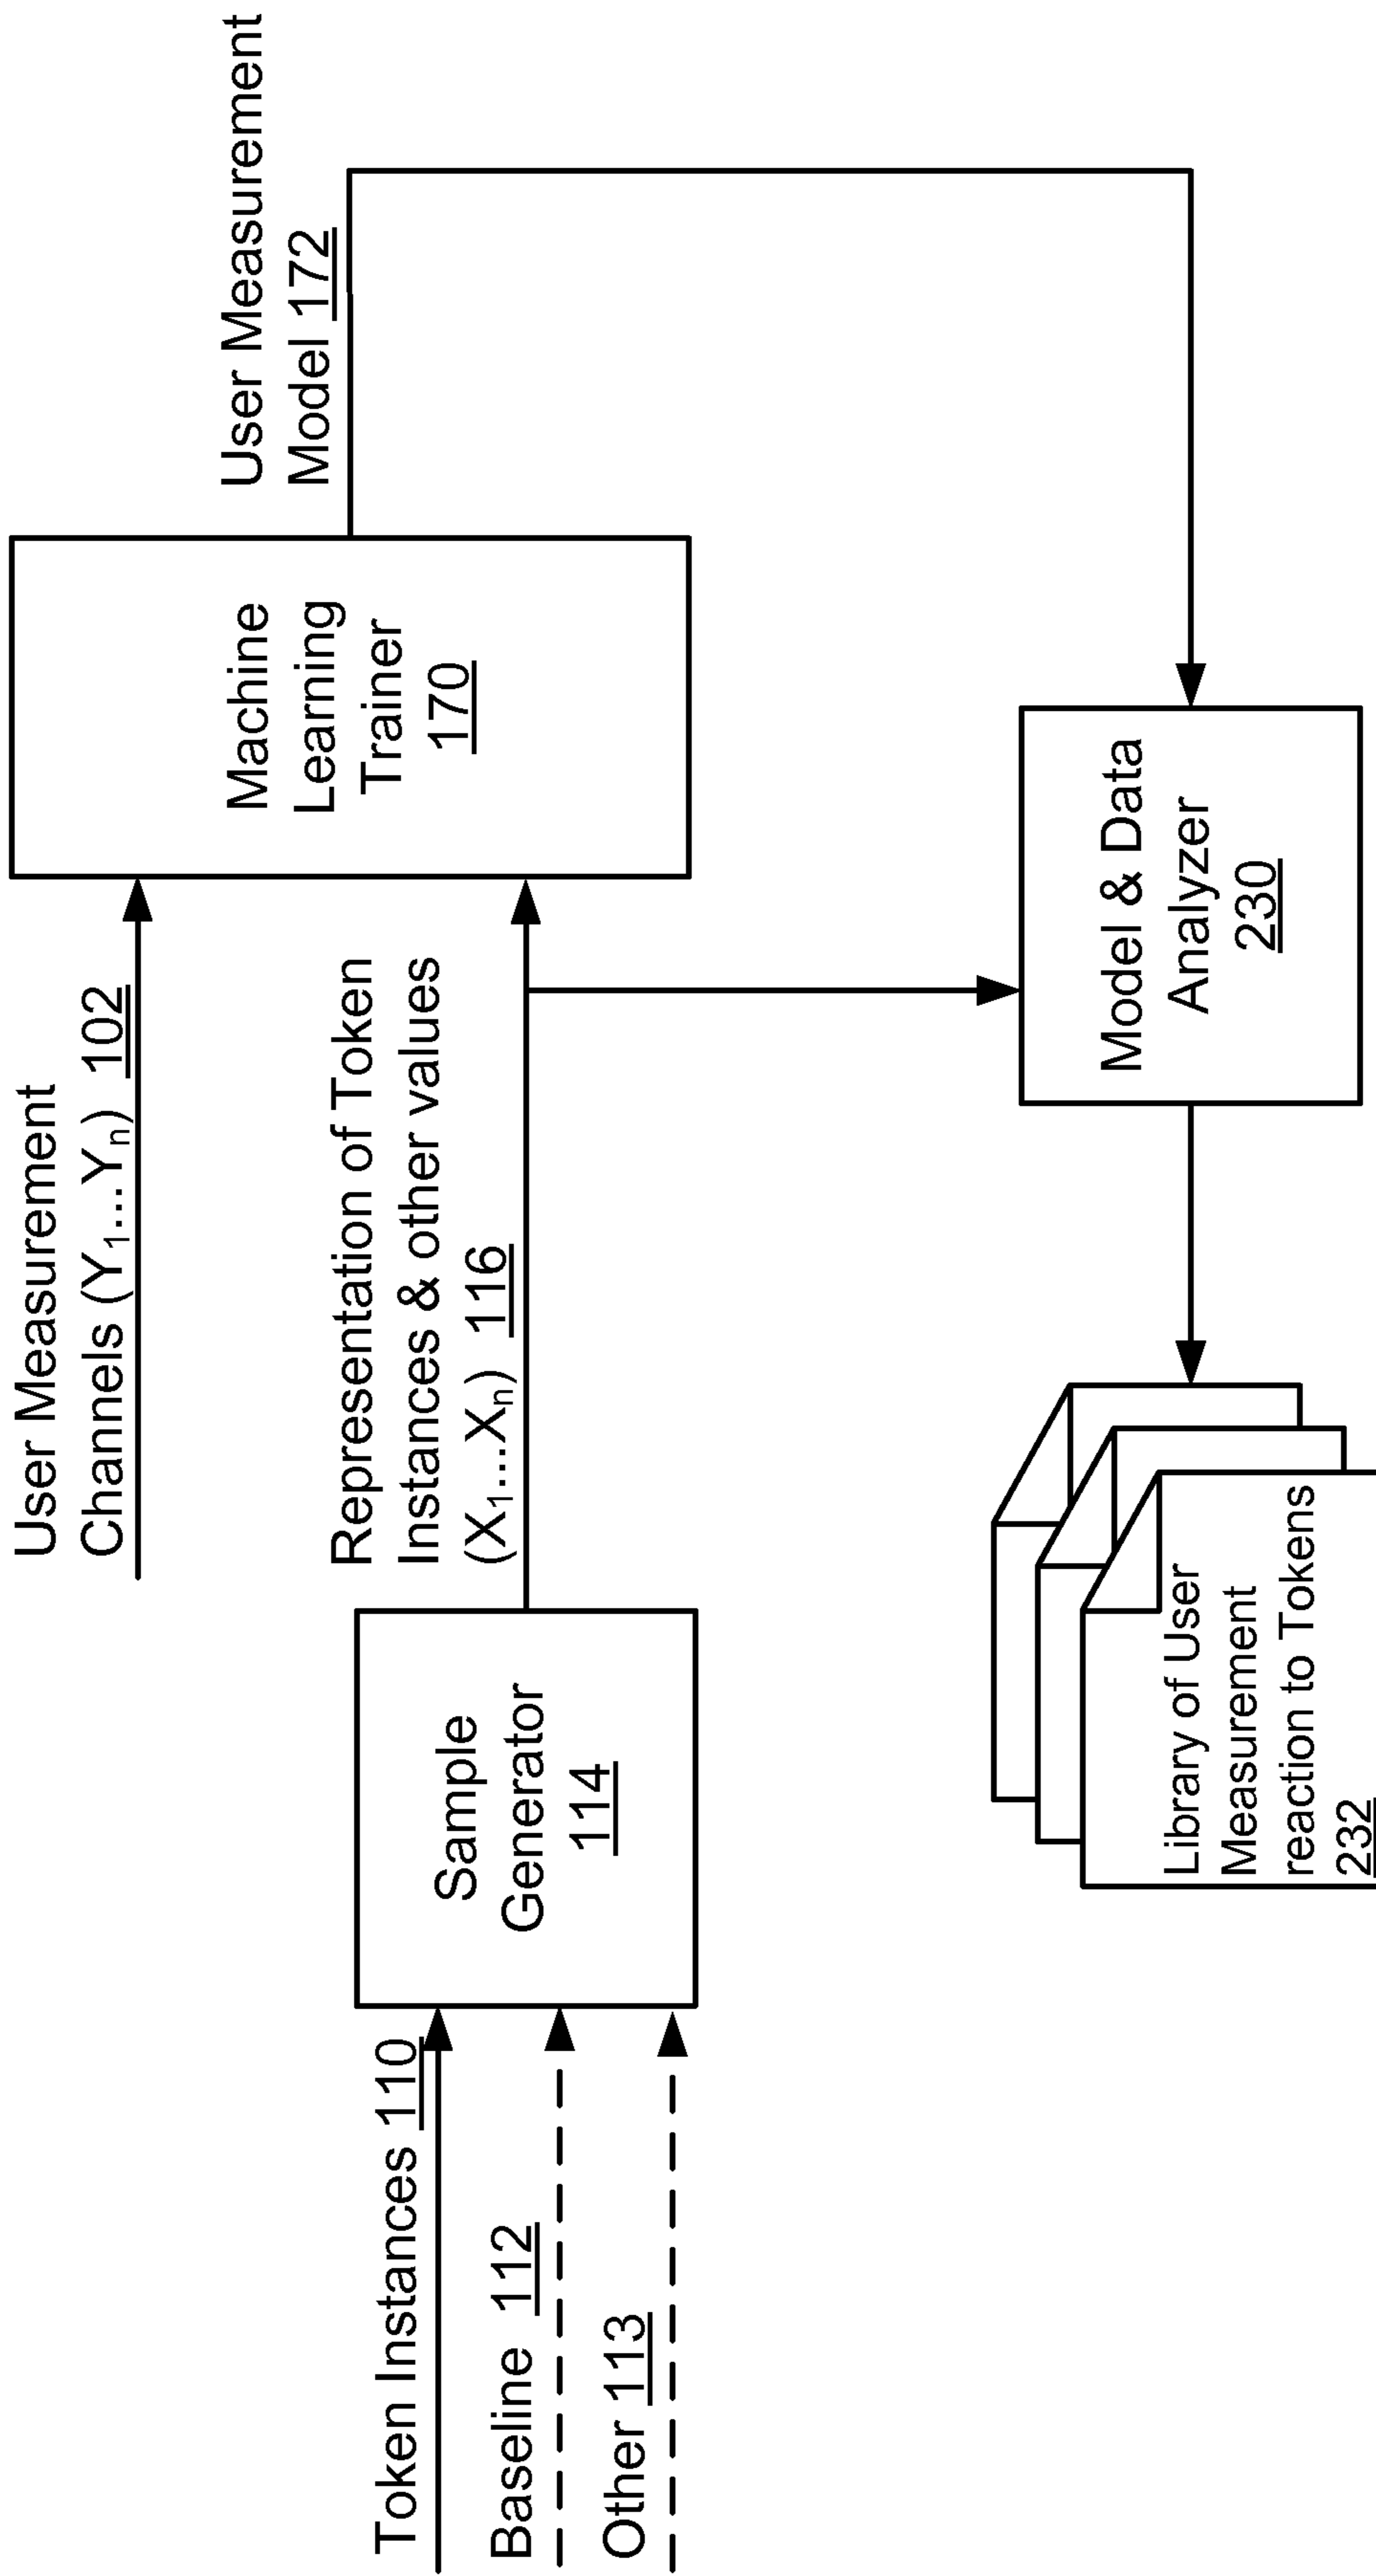 User Measurement
Channels (Y1...Yn) 102
Machine
Learning
Trainer
170
User Measurement
Model 172
Representation of Token
Instances & other values
(X1...Xn) 116
Token Instances 110
Baseline 112
Other 113
Sample
Generator
114
Model & Data
Analyzer
230
Library of User
Measurement
reaction to Tokens
232